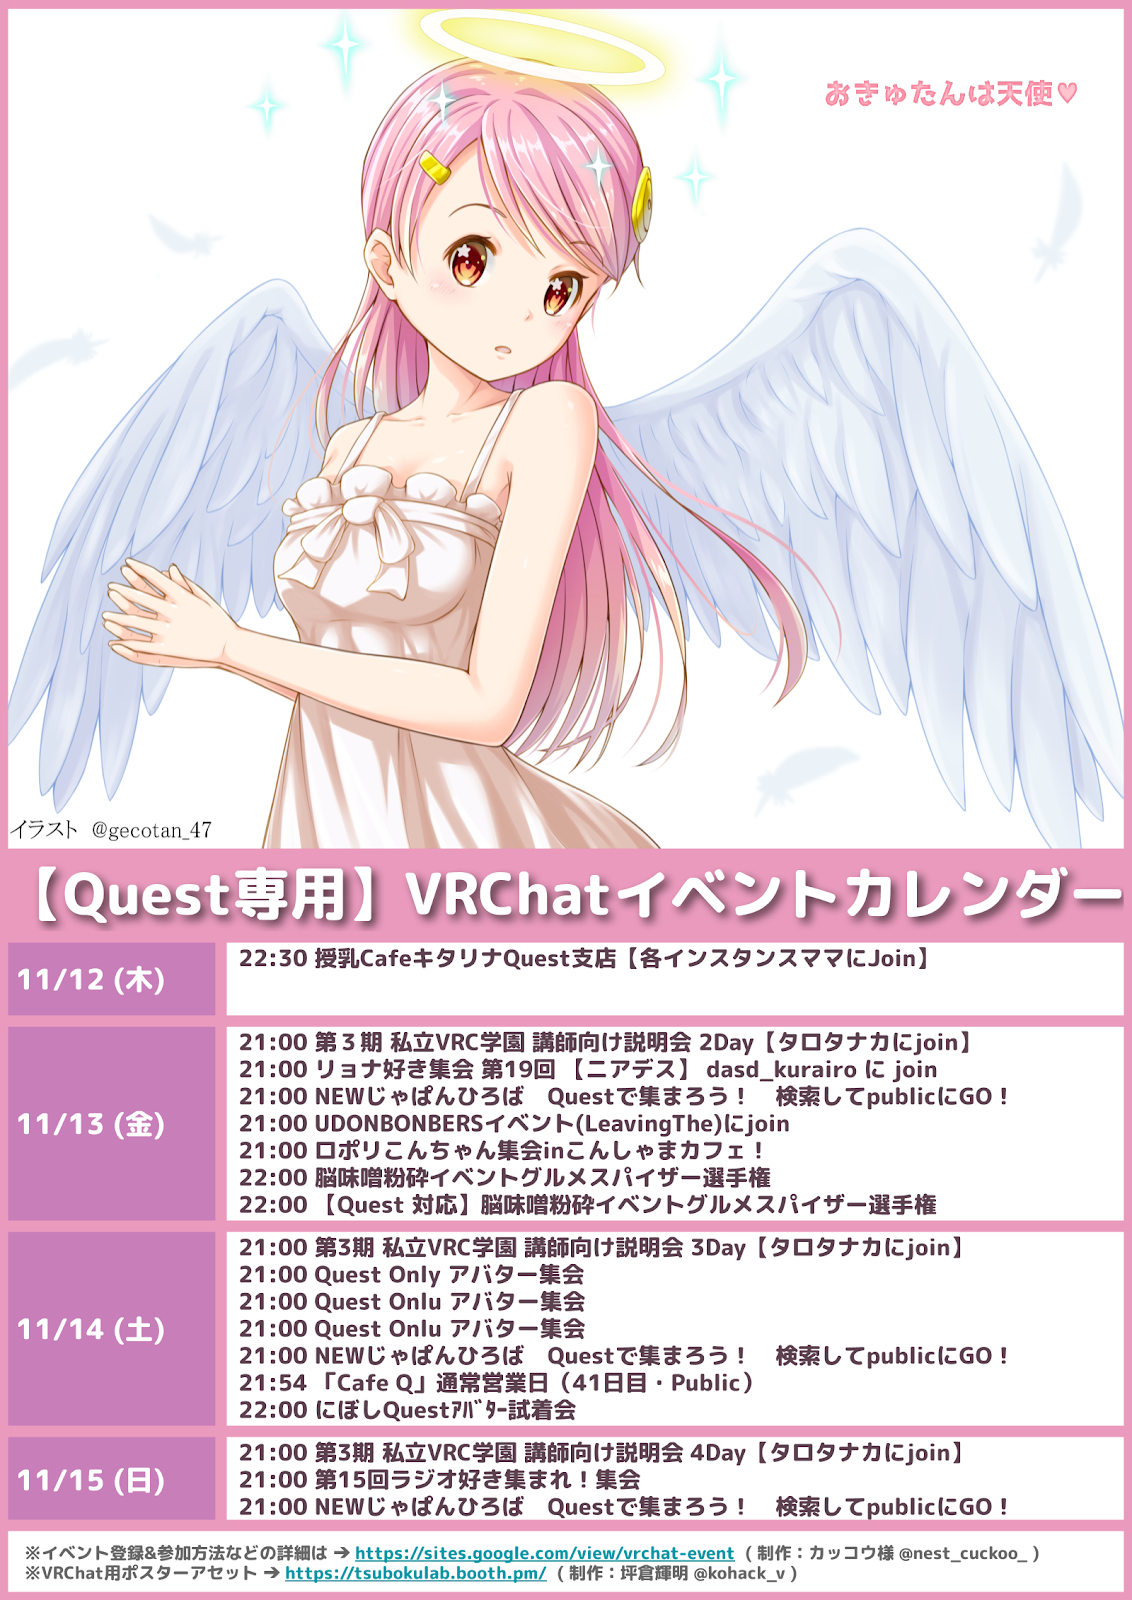 おきゅたんは天使♥
イラスト @gecotan_47
【Quest専用】VRChatイベントカレンダー
11/12 (木)
22:30 授乳CafeキタリナQuest支店【各インスタンスママにJoin】
11/13 (金)
21:00 第３期 私立VRC学園 講師向け説明会 2Day【タロタナカにjoin】
21:00 リョナ好き集会 第19回 【ニアデス】 dasd_kurairo に join
21:00 NEWじゃぱんひろば　Questで集まろう！　検索してpublicにGO！
21:00 UDONBONBERSイベント(LeavingThe)にjoin
21:00 ロポリこんちゃん集会inこんしゃまカフェ！
22:00 脳味噌粉砕イベントグルメスパイザー選手権
22:00 【Quest 対応】脳味噌粉砕イベントグルメスパイザー選手権
11/14 (土)
21:00 第3期 私立VRC学園 講師向け説明会 3Day【タロタナカにjoin】
21:00 Quest Only アバター集会
21:00 Quest Onlu アバター集会
21:00 Quest Onlu アバター集会
21:00 NEWじゃぱんひろば　Questで集まろう！　検索してpublicにGO！
21:54 「Cafe Q」通常営業日（41日目・Public）
22:00 にぼしQuestｱﾊﾞﾀｰ試着会
11/15 (日)
21:00 第3期 私立VRC学園 講師向け説明会 4Day【タロタナカにjoin】
21:00 第15回ラジオ好き集まれ！集会
21:00 NEWじゃぱんひろば　Questで集まろう！　検索してpublicにGO！
※イベント登録&参加方法などの詳細は → https://sites.google.com/view/vrchat-event ( 制作：カッコウ様 @nest_cuckoo_ )
※VRChat用ポスターアセット → https://tsubokulab.booth.pm/ ( 制作：坪倉輝明 @kohack_v )